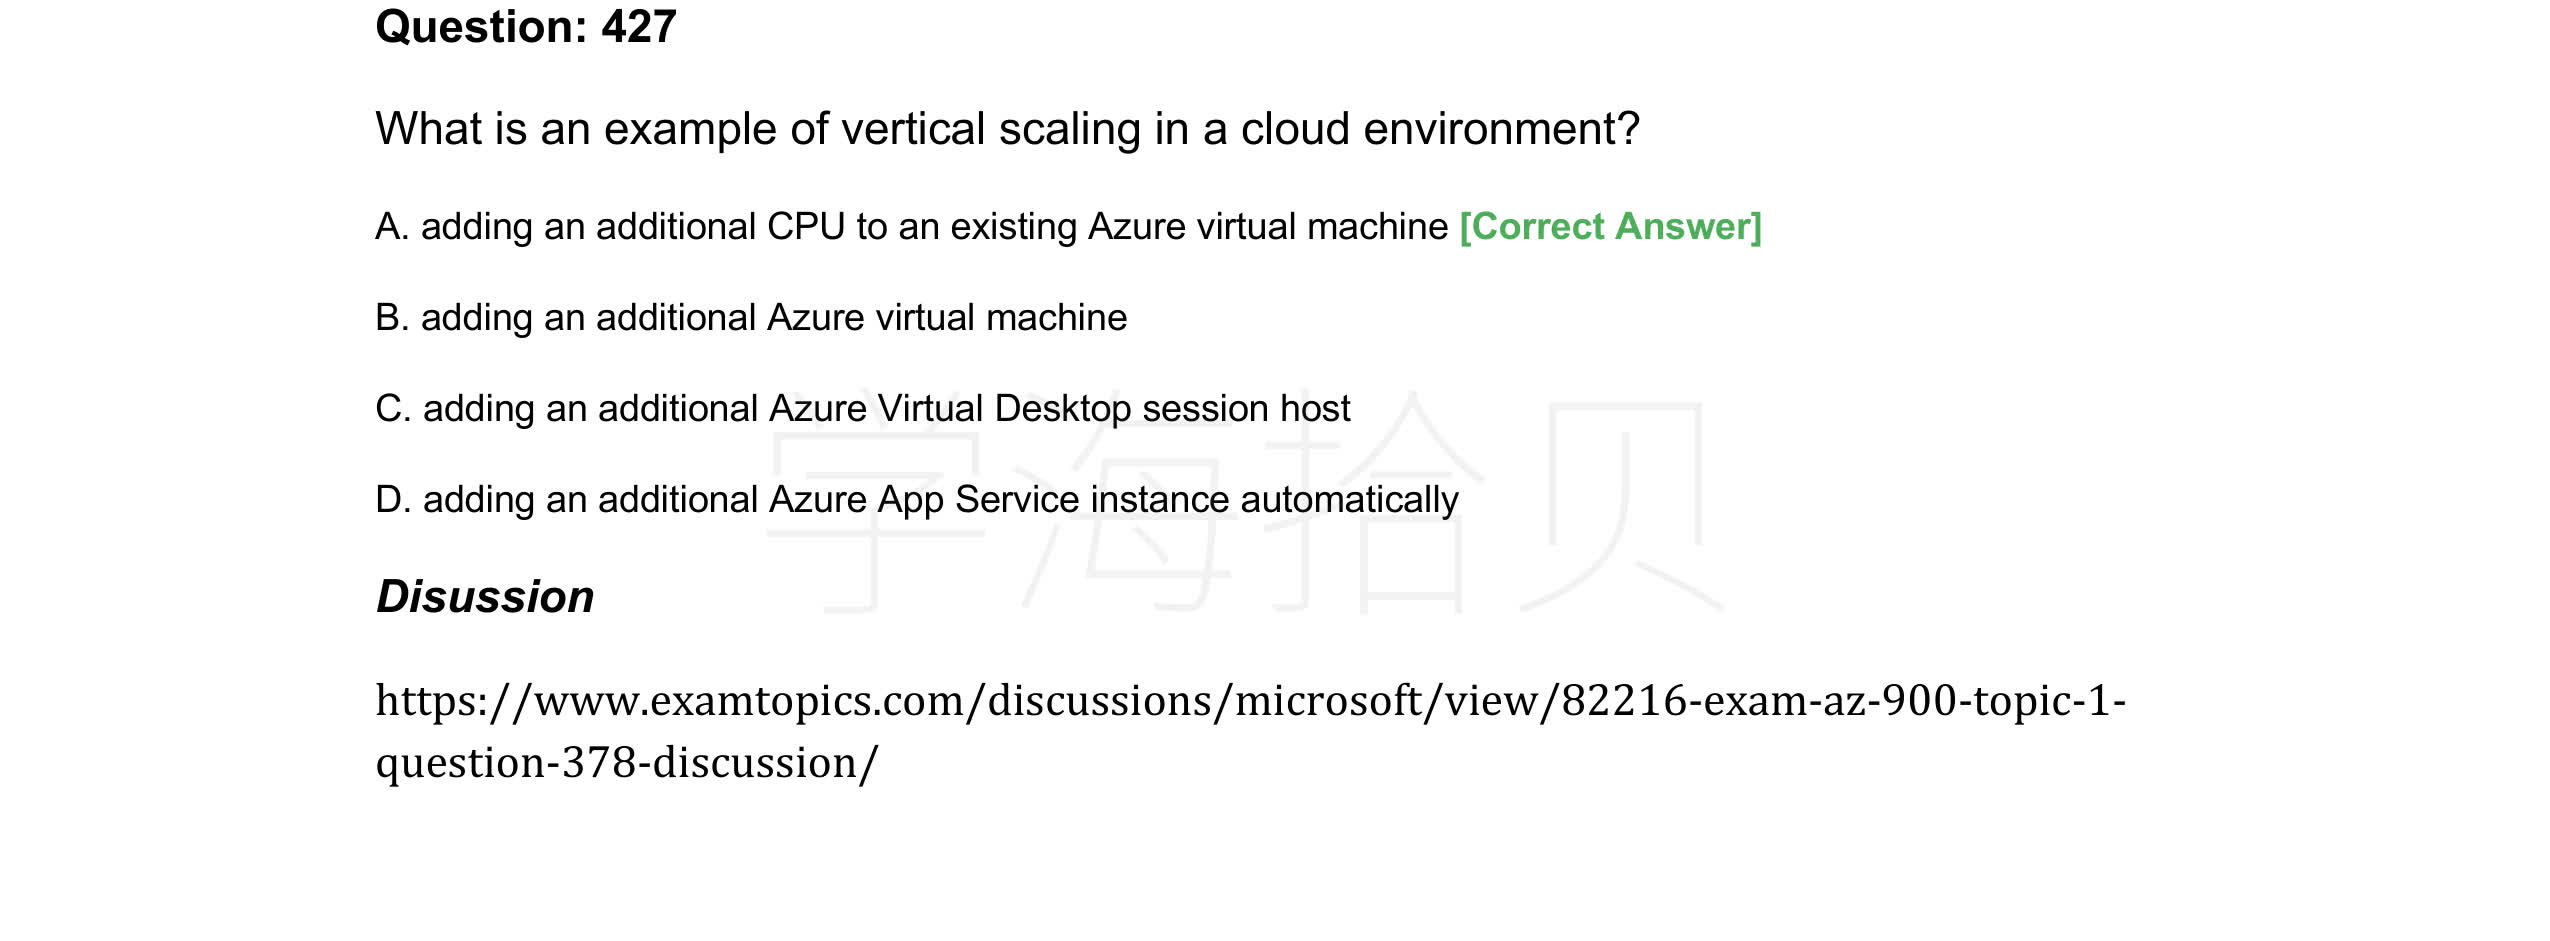 Question: 427
What is an example of vertical scaling in a cloud environment?
A. adding an additional CPU to an existing Azure virtual machine [Correct Answer]
B. adding an additional Azure virtual machine
C. adding an additional Azure Virtual Desktop session host
D. adding an additional Azure App Service instance automatically
学海拾贝
Disussion
https://www.examtopics.com/discussions/microsoft/view/82216-exam-az-900-topic-1-
question-378-discussion/